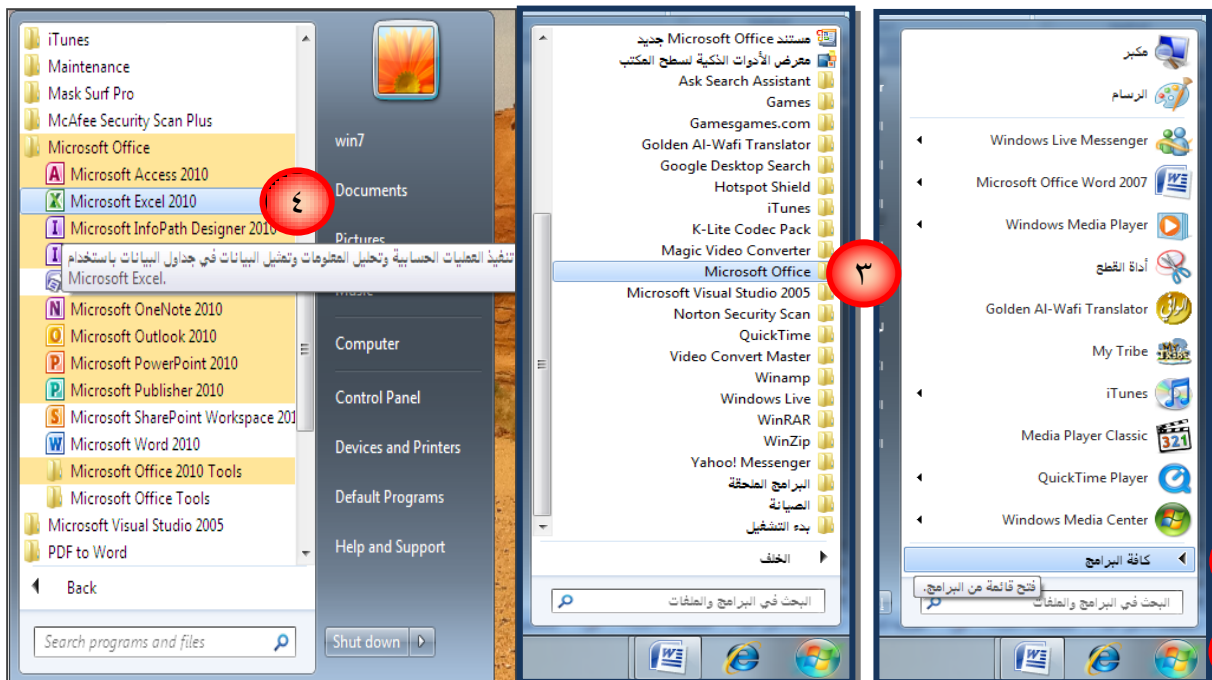 مكبر
الرسام
Windows Live Messenger
Microsoft Office Word 2007
Windows Media Player
أداة القطع
Golden Al-Wafi Translator
My Tribe
iTunes
Media Player Classic
QuickTime Player
Windows Media Center
كافة البرامج
فتح قائمة من البرامج.
البحث في البرامج والملفات
مستند Microsoft Office جديد
معرض الأدوات الذكية لسطح المكتب
Ask Search Assistant
Games
Gamesgames.com
Golden Al-Wafi Translator
Google Desktop Search
Hotspot Shield
iTunes
K-Lite Codec Pack
Magic Video Converter
Microsoft Office
٣
Microsoft Visual Studio 2005
Norton Security Scan
QuickTime
Video Convert Master
Winamp
Windows Live
WinRAR
WinZip
Yahoo! Messenger
البرامج الملحقة
الصيانة
بدء التشغيل
الخلف
البحث في البرامج والملفات
iTunes
Maintenance
Mask Surf Pro
McAfee Security Scan Plus
Microsoft Office
Microsoft Access 2010
Microsoft Excel 2010
٤
Microsoft InfoPath Designer 2010
تنفيذ العمليات الحسابية وتحليل المعلومات وتمثيل البيانات في جداول البيانات باستخدام
Microsoft Excel.
Microsoft OneNote 2010
Microsoft Outlook 2010
Microsoft PowerPoint 2010
Microsoft Publisher 2010
Microsoft SharePoint Workspace 201
Microsoft Word 2010
Microsoft Office 2010 Tools
Microsoft Office Tools
Microsoft Visual Studio 2005
PDF to Word
Back
Search programs and files
win7
Documents
Pictures
Music
Computer
Control Panel
Devices and Printers
Default Programs
Help and Support
Shut down